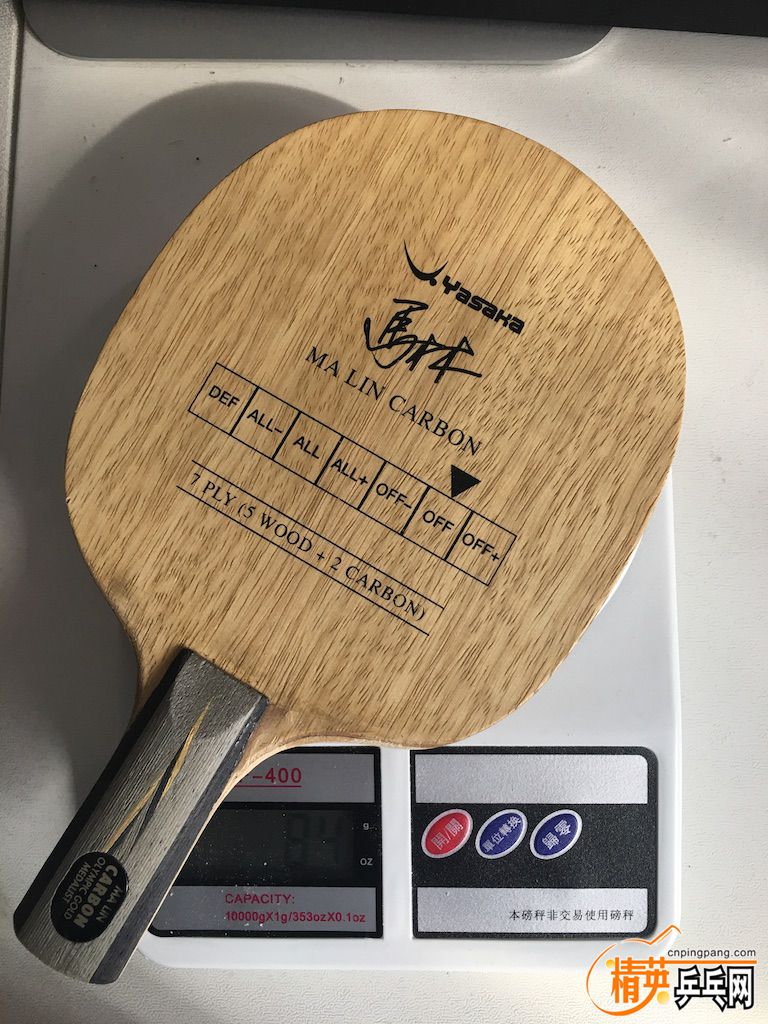 Yasaka
馬林
MA LIN CARBON
DEF ALL- ALL ALL+ OFF- OFF OFF+
7 PLY (5 WOOD + 2 CARBON)
MA LIN
CARBON
OLYMPIC GOLD
MEDALIST
-400
g
oz
CAPACITY:
10000gX1g/353ozX0.1oz
開/關
單位轉換
歸零
本磅秤非交易使用磅秤
cnpingpang.com
精英乒乓网